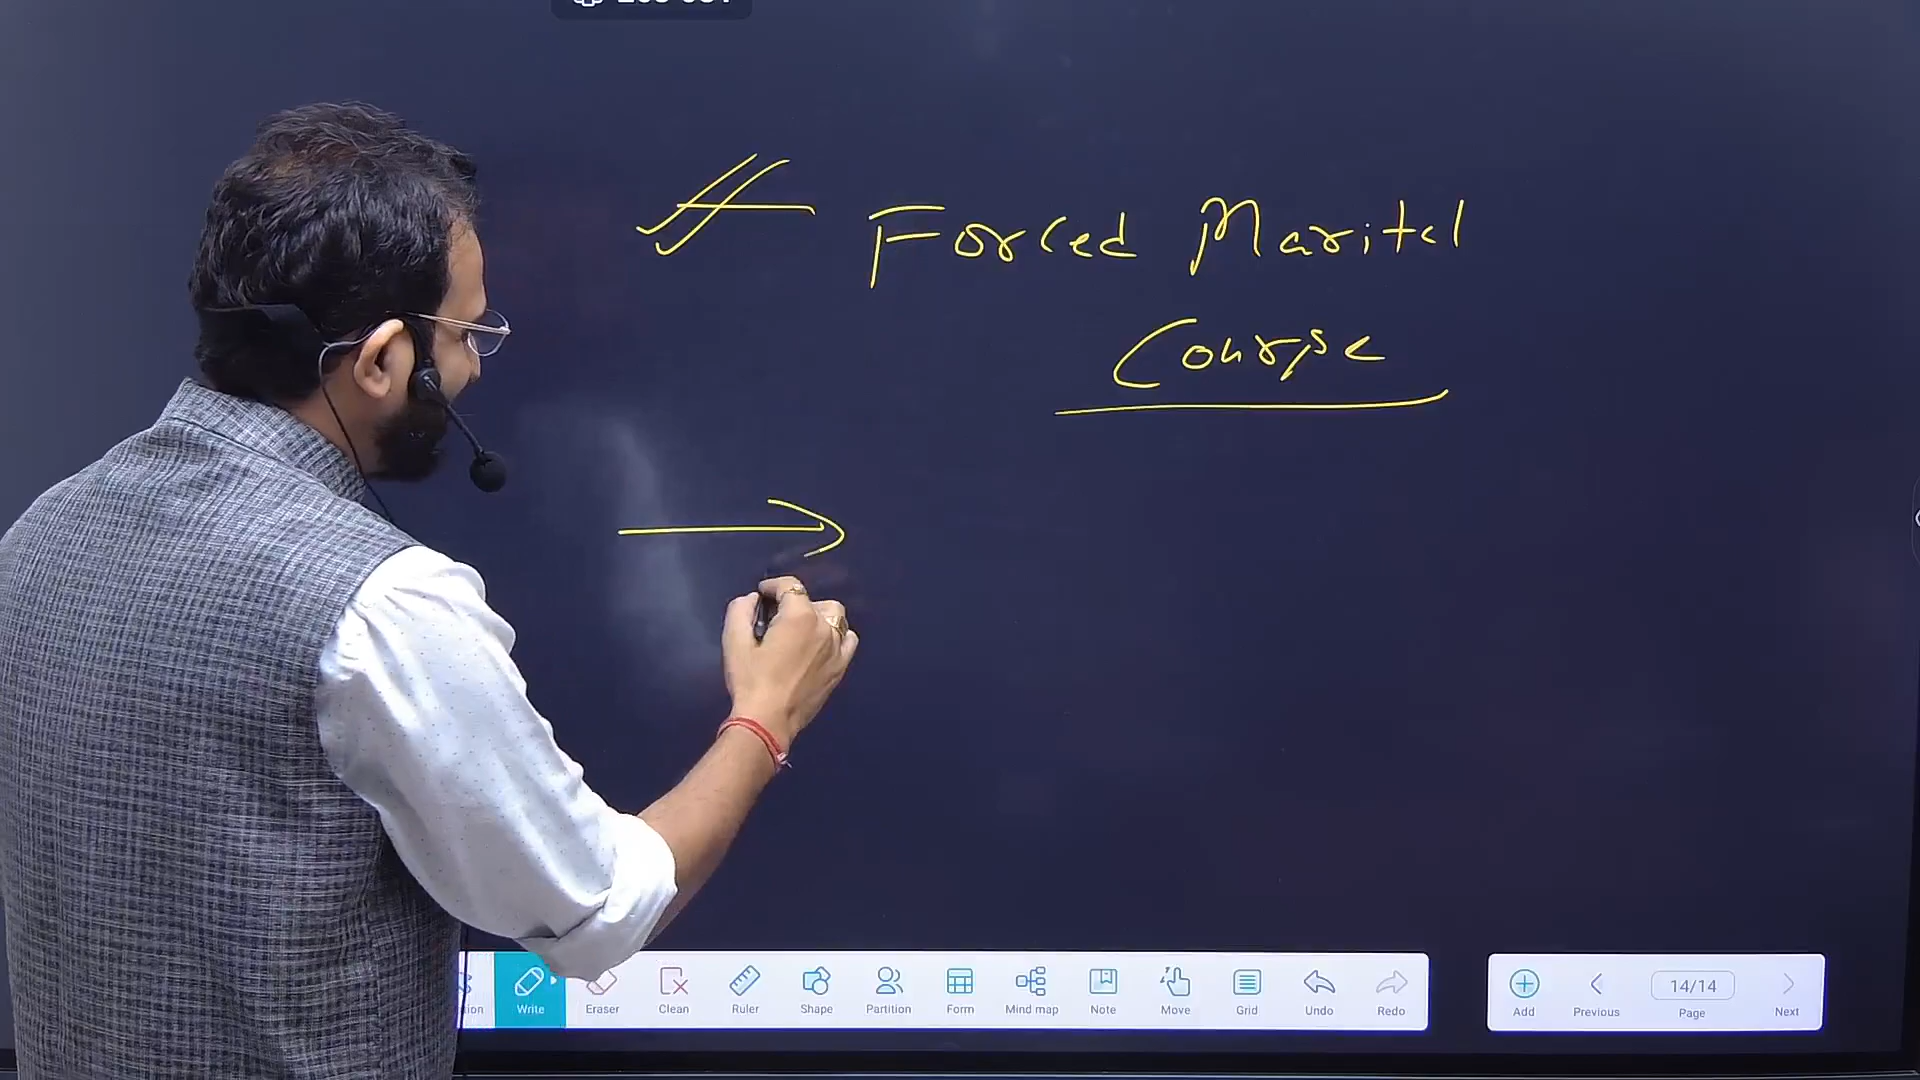 Forced Marital
Course
Write
Eraser
Clean
Ruler
Shape
Partition
Form
Mind map
Note
Move
Grid
Undo
Redo
Add
Previous
14/14
Page
Next